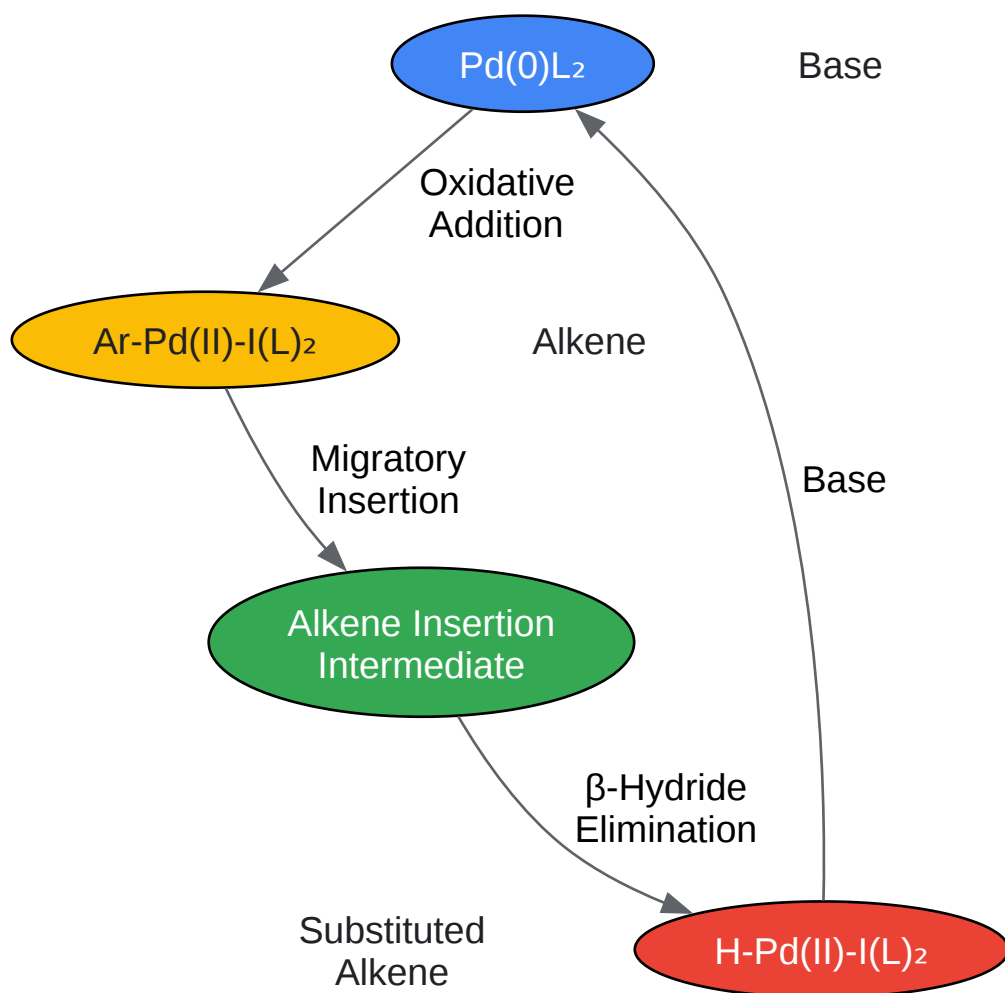 Pd(0)L₂
Base
Oxidative
Addition
Ar-Pd(II)-I(L)₂
Alkene
Migratory
Insertion
Base
Alkene Insertion
Intermediate
β-Hydride
Elimination
Substituted
Alkene
H-Pd(II)-I(L)₂